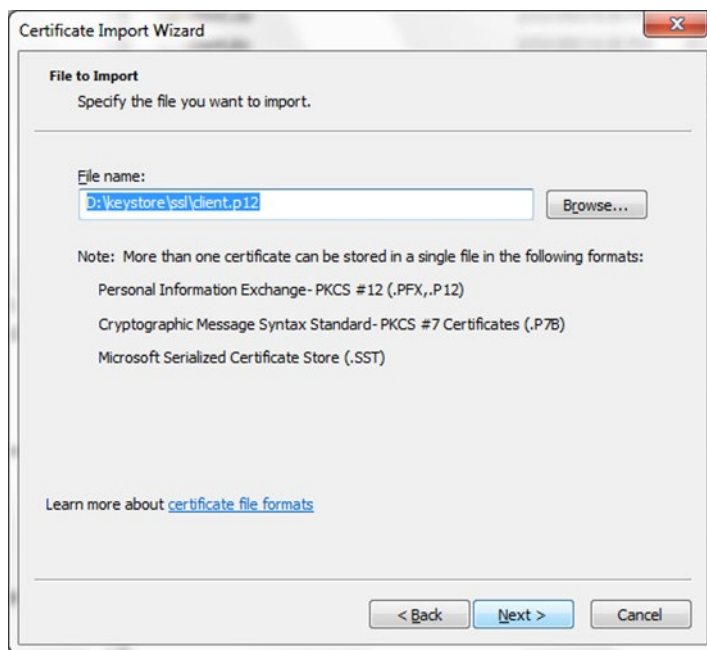 Certificate Import Wizard
File to Import
Specify the file you want to import.
File name:
D:\keystore\ssl\client.p12
Browse...
Note: More than one certificate can be stored in a single file in the following formats:
Personal Information Exchange- PKCS #12 (.PFX,.P12)
Cryptographic Message Syntax Standard- PKCS #7 Certificates (.P7B)
Microsoft Serialized Certificate Store (.SST)
Learn more about certificate file formats
< Back
Next >
Cancel